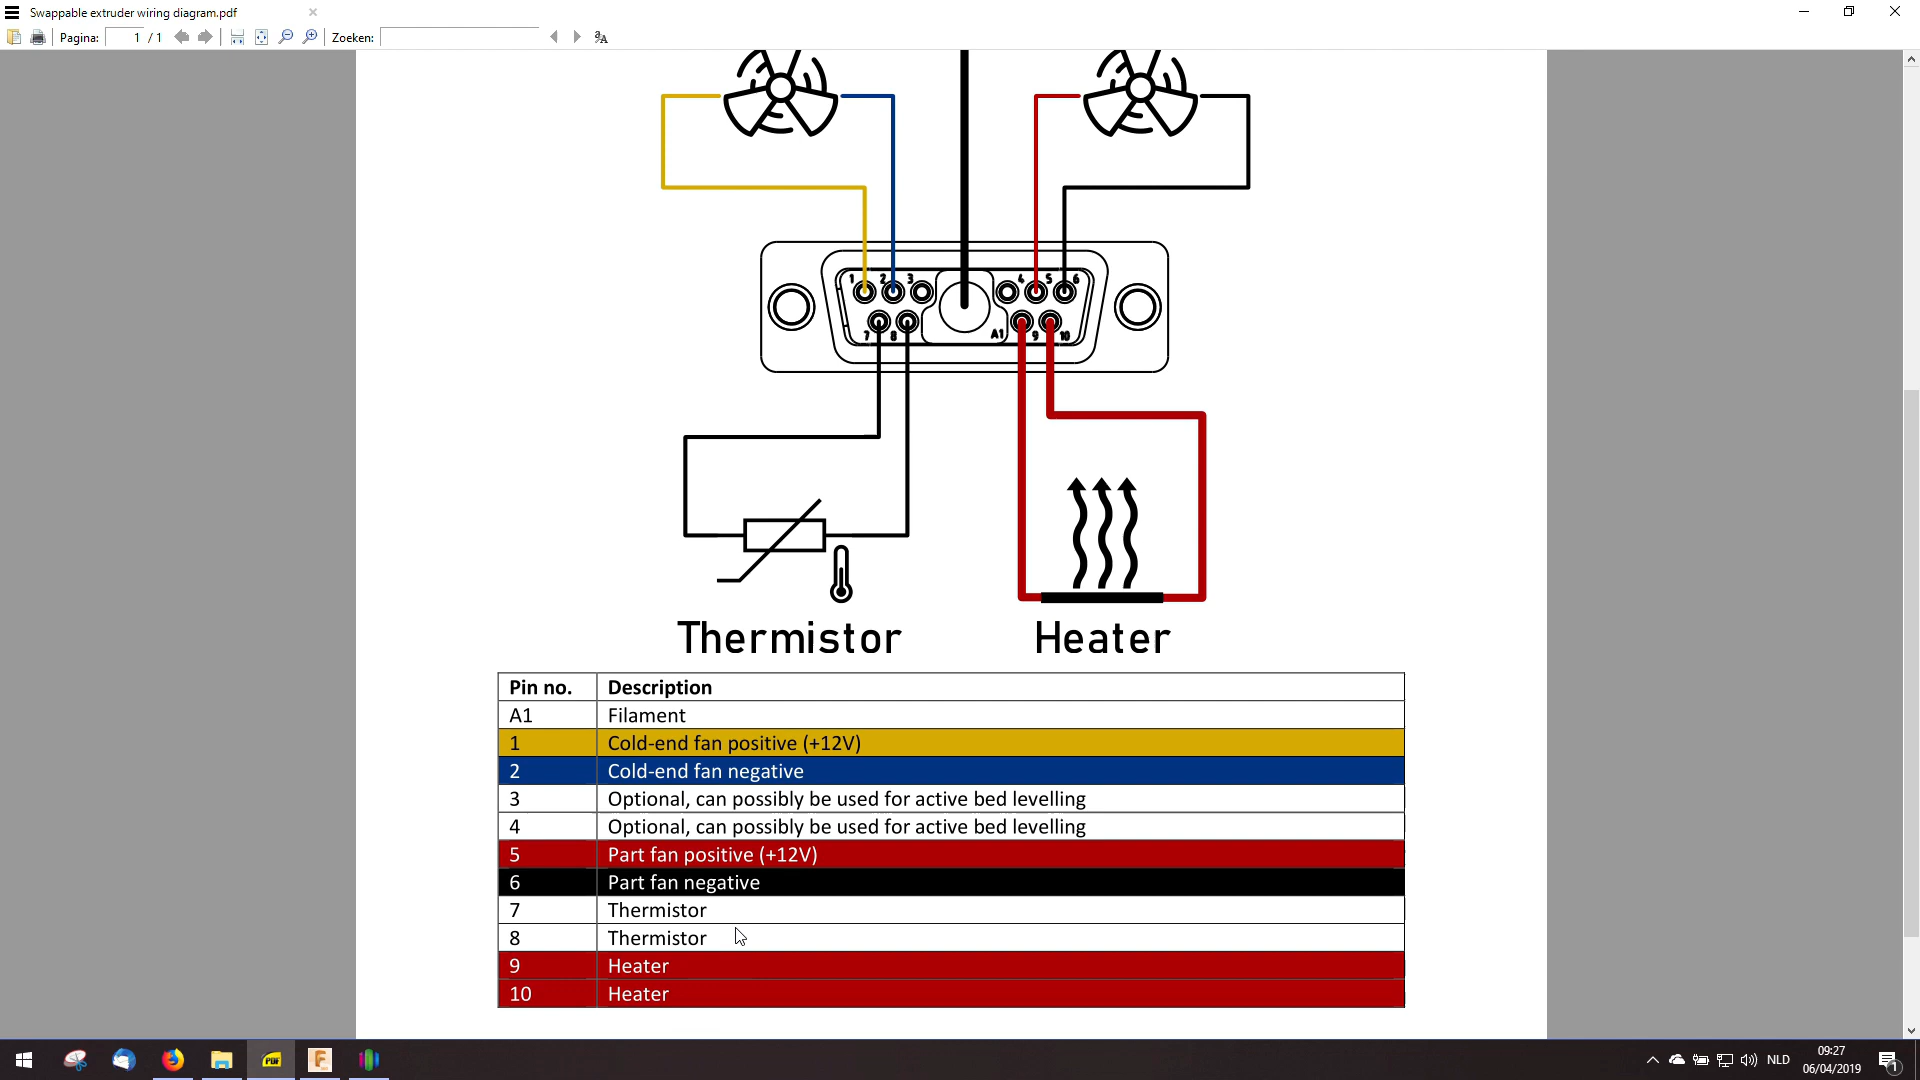 Swappable extruder wiring diagram.pdf
Pagina: 1 / 1 Zoeken:
1 2 3 4 5 6
7 8 A1 9 10
Thermistor Heater
Pin no. Description
A1 Filament
1 Cold-end fan positive (+12V)
2 Cold-end fan negative
3 Optional, can possibly be used for active bed levelling
4 Optional, can possibly be used for active bed levelling
5 Part fan positive (+12V)
6 Part fan negative
7 Thermistor
8 Thermistor
9 Heater
10 Heater
PDF F NLD 09:27
06/04/2019 1